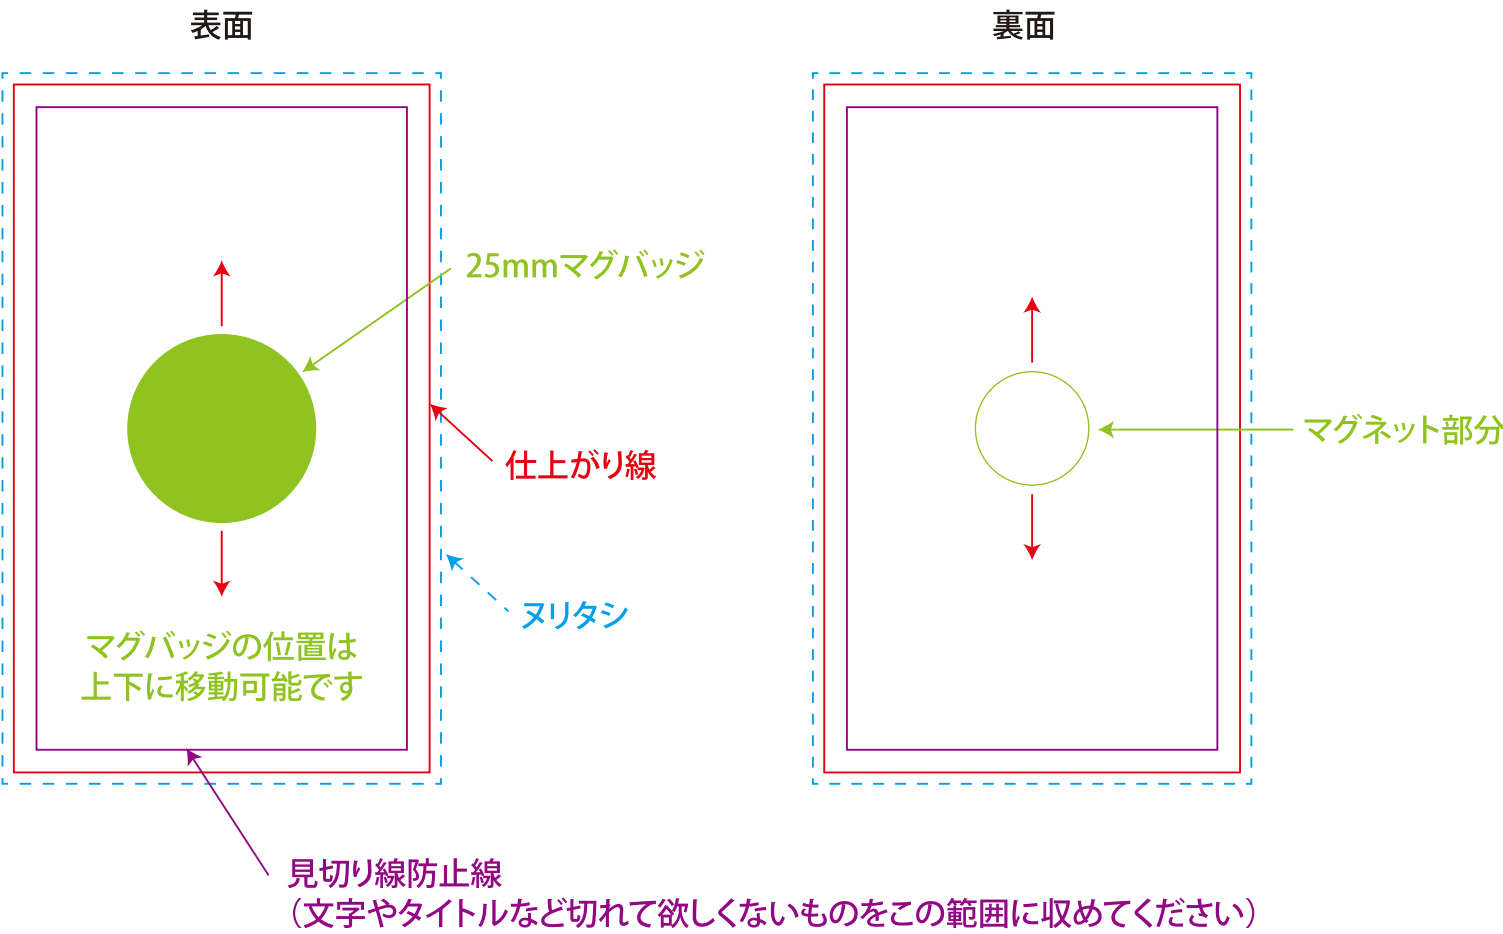 表面
裏面
25mmマグバッジ
マグネット部分
仕上がり線
ヌリタシ
マグバッジの位置は
上下に移動可能です
見切り線防止線
（文字やタイトルなど切れて欲しくないものをこの範囲に収めてください）